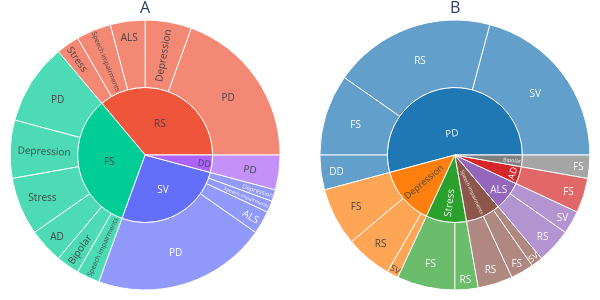 A
PD
Depression
ALS
Speech impairments
Stress
RS
PD
Depression
Stress
AD
Bipolar
Speech impairments
FS
PD
ALS
Speech impairments
Depression
SV
PD
DD
B
SV
RS
FS
DD
PD
FS
RS
SV
Depression
FS
RS
Stress
RS
FS
SV
Speech impairments
RS
SV
ALS
FS
AD
FS
Bipolar